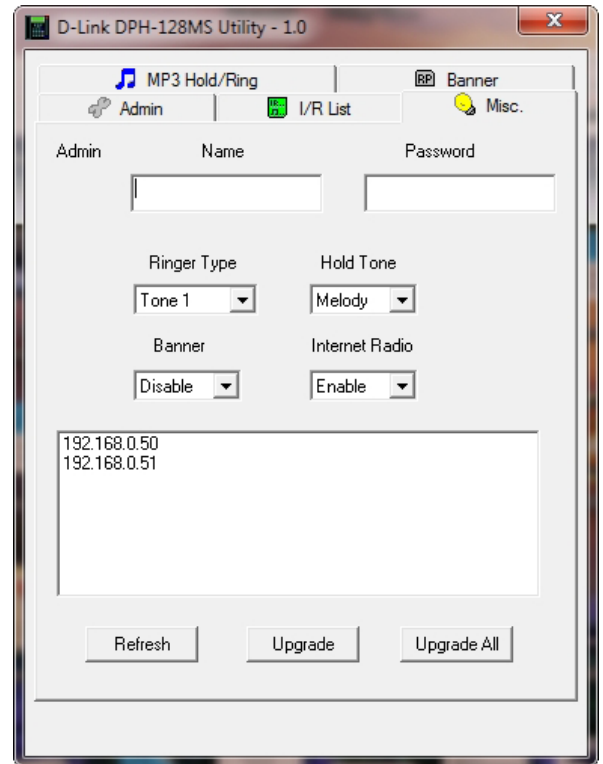 D-Link DPH-128MS Utility - 1.0
MP3 Hold/Ring RP Banner
Admin I/R List Misc.
Admin Name Password
Ringer Type Hold Tone
Tone 1 Melody
Banner Internet Radio
Disable Enable
192.168.0.50
192.168.0.51
Refresh Upgrade Upgrade All